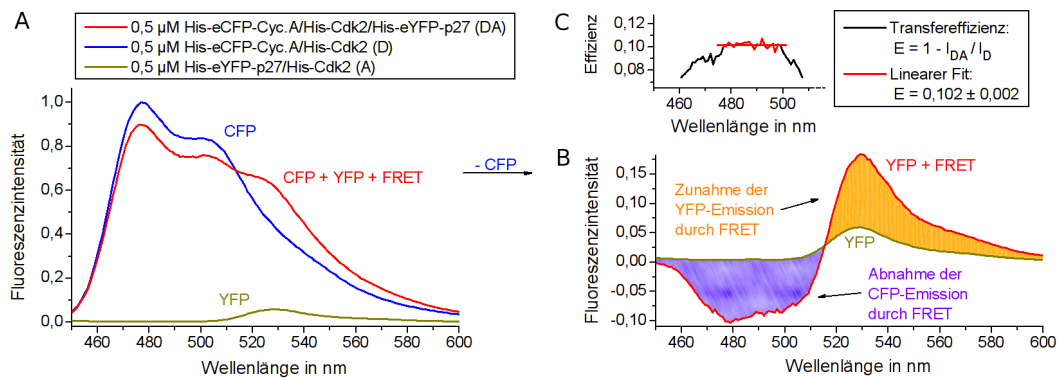 A
0,5 µM His-eCFP-Cyc.A/His-Cdk2/His-eYFP-p27 (DA)
0,5 µM His-eCFP-Cyc.A/His-Cdk2 (D)
0,5 µM His-eYFP-p27/His-Cdk2 (A)
Fluoreszenzintensität
1,0
0,8
0,6
0,4
0,2
0,0
CFP
CFP + YFP + FRET
YFP
460 480 500 520 540 560 580 600
Wellenlänge in nm
- CFP
C
Effizienz
0,12
0,10
0,08
460 480 500
Wellenlänge in nm
Transfereffizienz:
E = 1 - I_DA / I_D
Linearer Fit:
E = 0,102 ± 0,002
B
Fluoreszenzintensität
0,15
0,10
0,05
0,00
-0,05
-0,10
YFP + FRET
Zunahme der
YFP-Emission
durch FRET
YFP
Abnahme der
CFP-Emission
durch FRET
460 480 500 520 540 560 580 600
Wellenlänge in nm